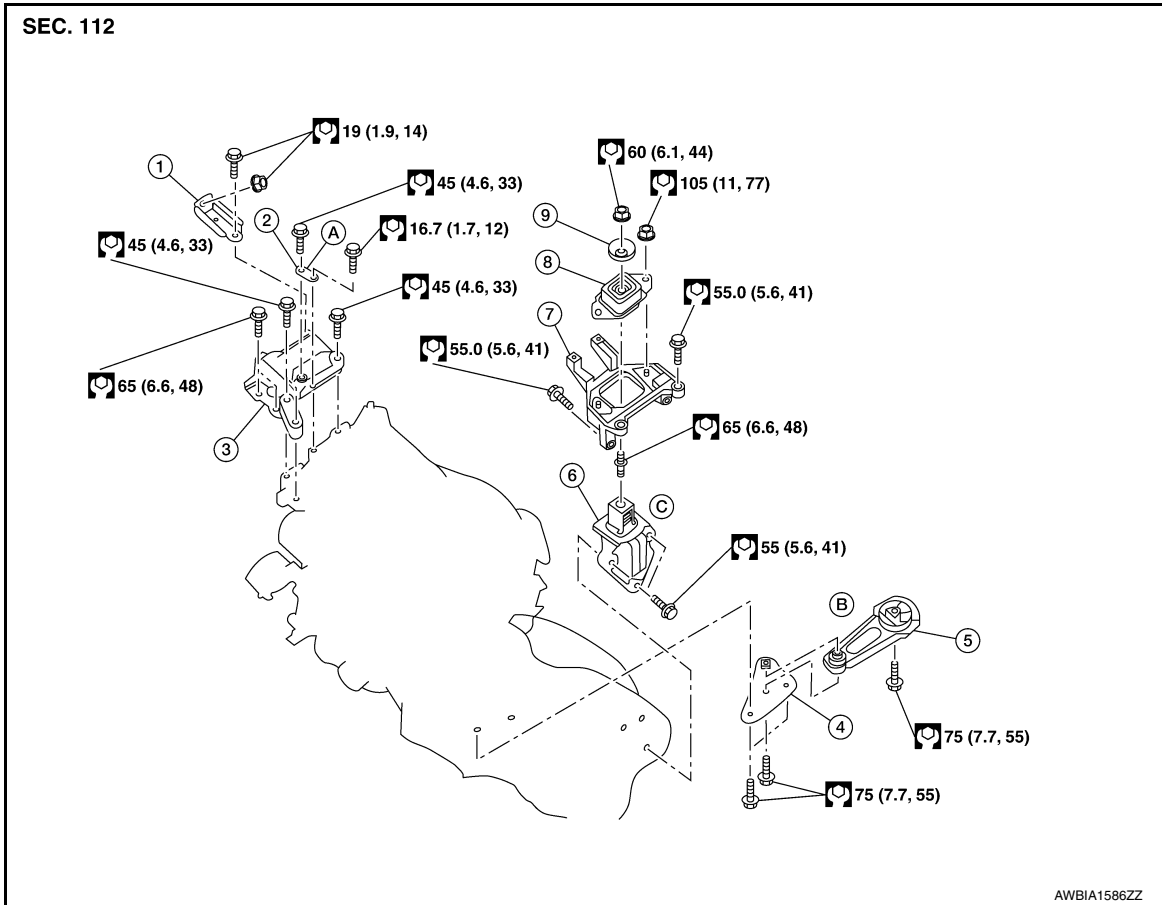 SEC. 112
19 (1.9, 14)
60 (6.1, 44)
1
45 (4.6, 33)
105 (11, 77)
2
A
9
16.7 (1.7, 12)
45 (4.6, 33)
8
45 (4.6, 33)
55.0 (5.6, 41)
7
55.0 (5.6, 41)
65 (6.6, 48)
65 (6.6, 48)
3
6
C
55 (5.6, 41)
B
5
4
75 (7.7, 55)
75 (7.7, 55)
AWBIA1586ZZ